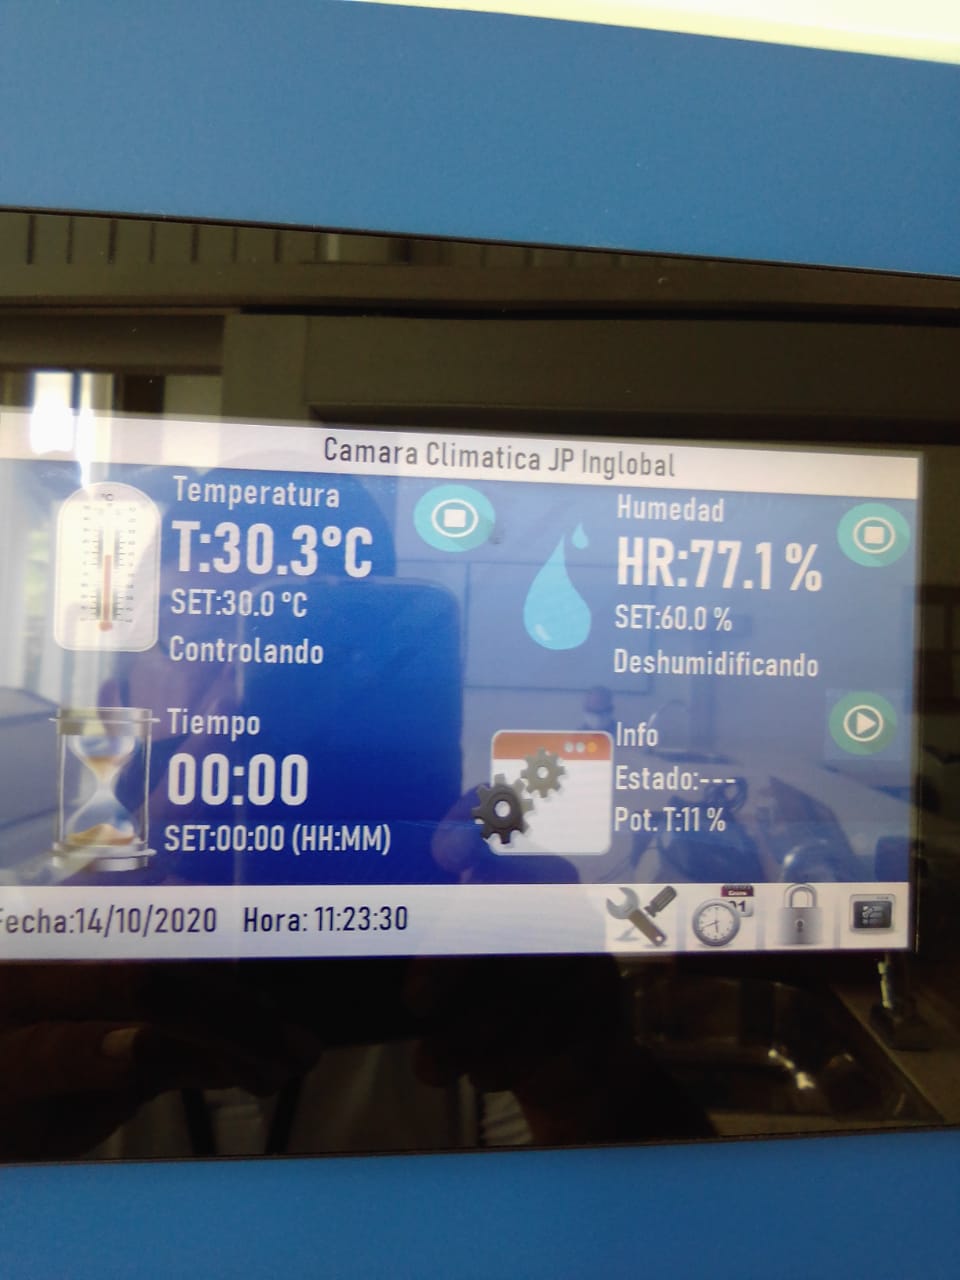 Camara Climatica JP Inglobal
Temperatura
T:30.3°C
SET:30.0 °C
Controlando
Humedad
HR:77.1 %
SET:60.0 %
Deshumidificando
Tiempo
00:00
SET:00:00 (HH:MM)
Info
Estado:---
Pot. T:11 %
Fecha:14/10/2020 Hora: 11:23:30